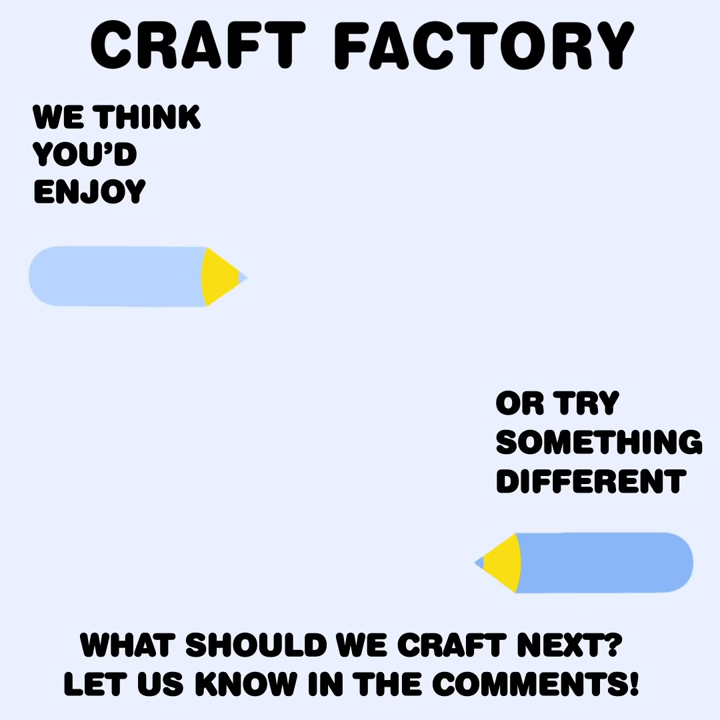 CRAFT FACTORY
WE THINK
YOU’D
ENJOY
OR TRY
SOMETHING
DIFFERENT
WHAT SHOULD WE CRAFT NEXT?
LET US KNOW IN THE COMMENTS!